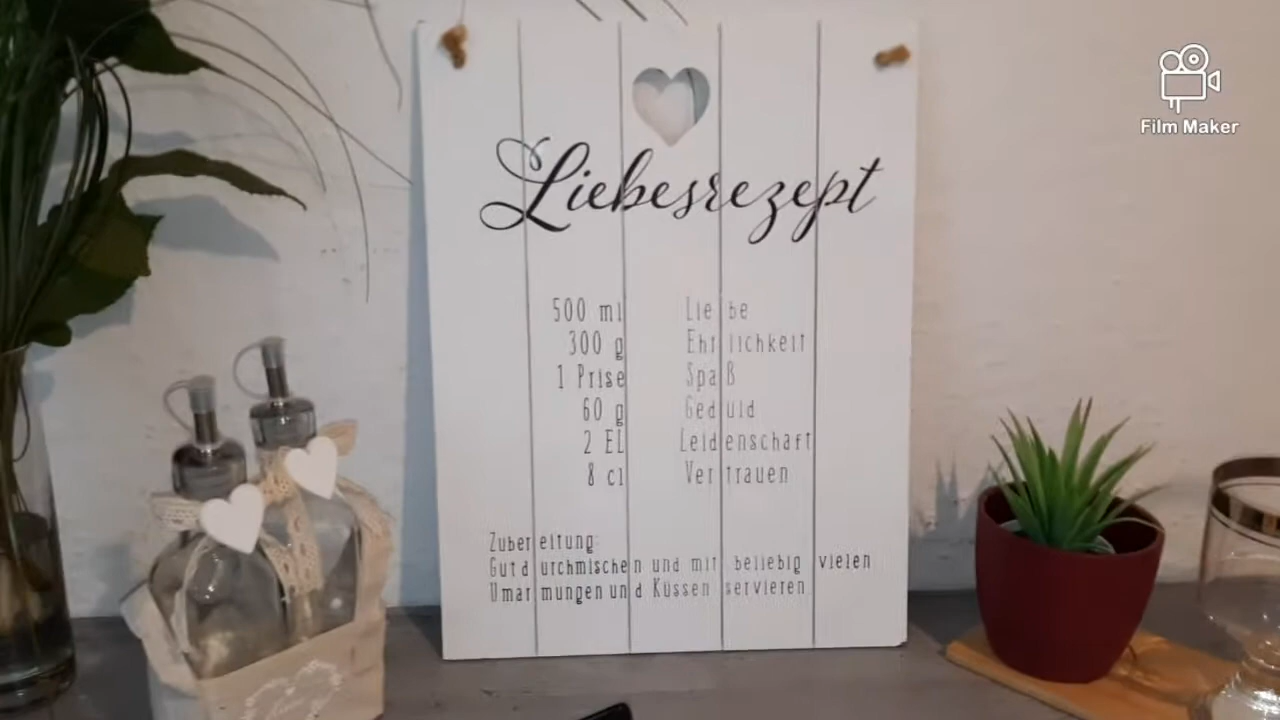 Film Maker
Liebesrezept
500 ml Liebe
300 g Ehrlichkeit
1 Prise Spaß
60 g Geduld
2 EL Leidenschaft
8 cl Vertrauen
Zubereitung:
Gut durchmischen und mit beliebig vielen
Umarmungen und Küssen servieren